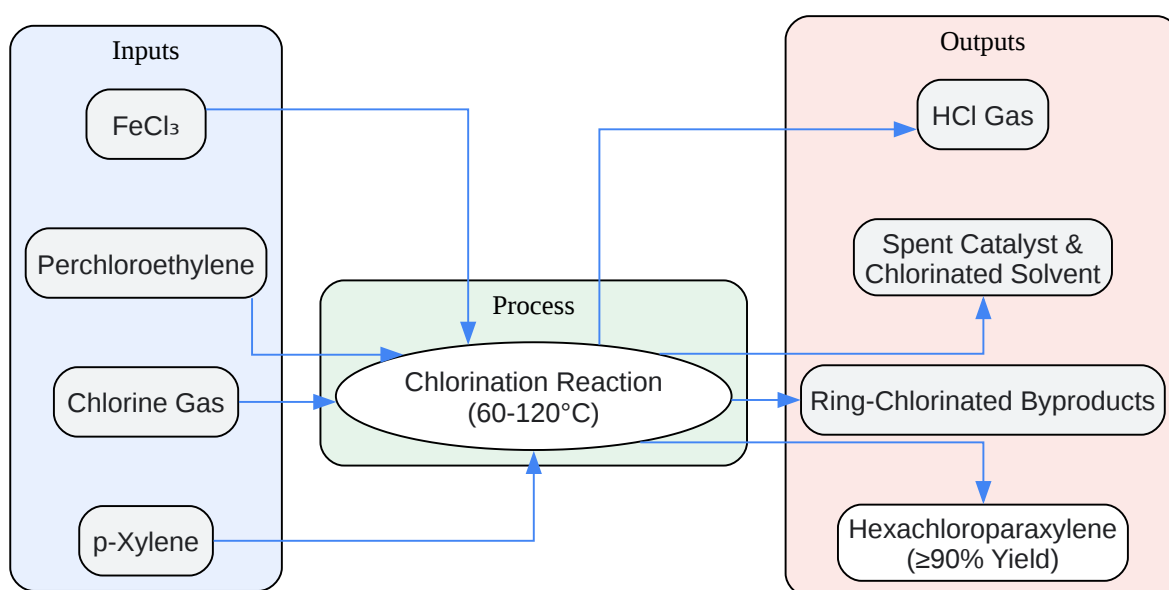 Inputs
FeCl₃
Perchloroethylene
Chlorine Gas
p-Xylene
Process
Chlorination Reaction
(60-120°C)
Outputs
HCl Gas
Spent Catalyst &
Chlorinated Solvent
Ring-Chlorinated Byproducts
Hexachloroparaxylene
(≥90% Yield)